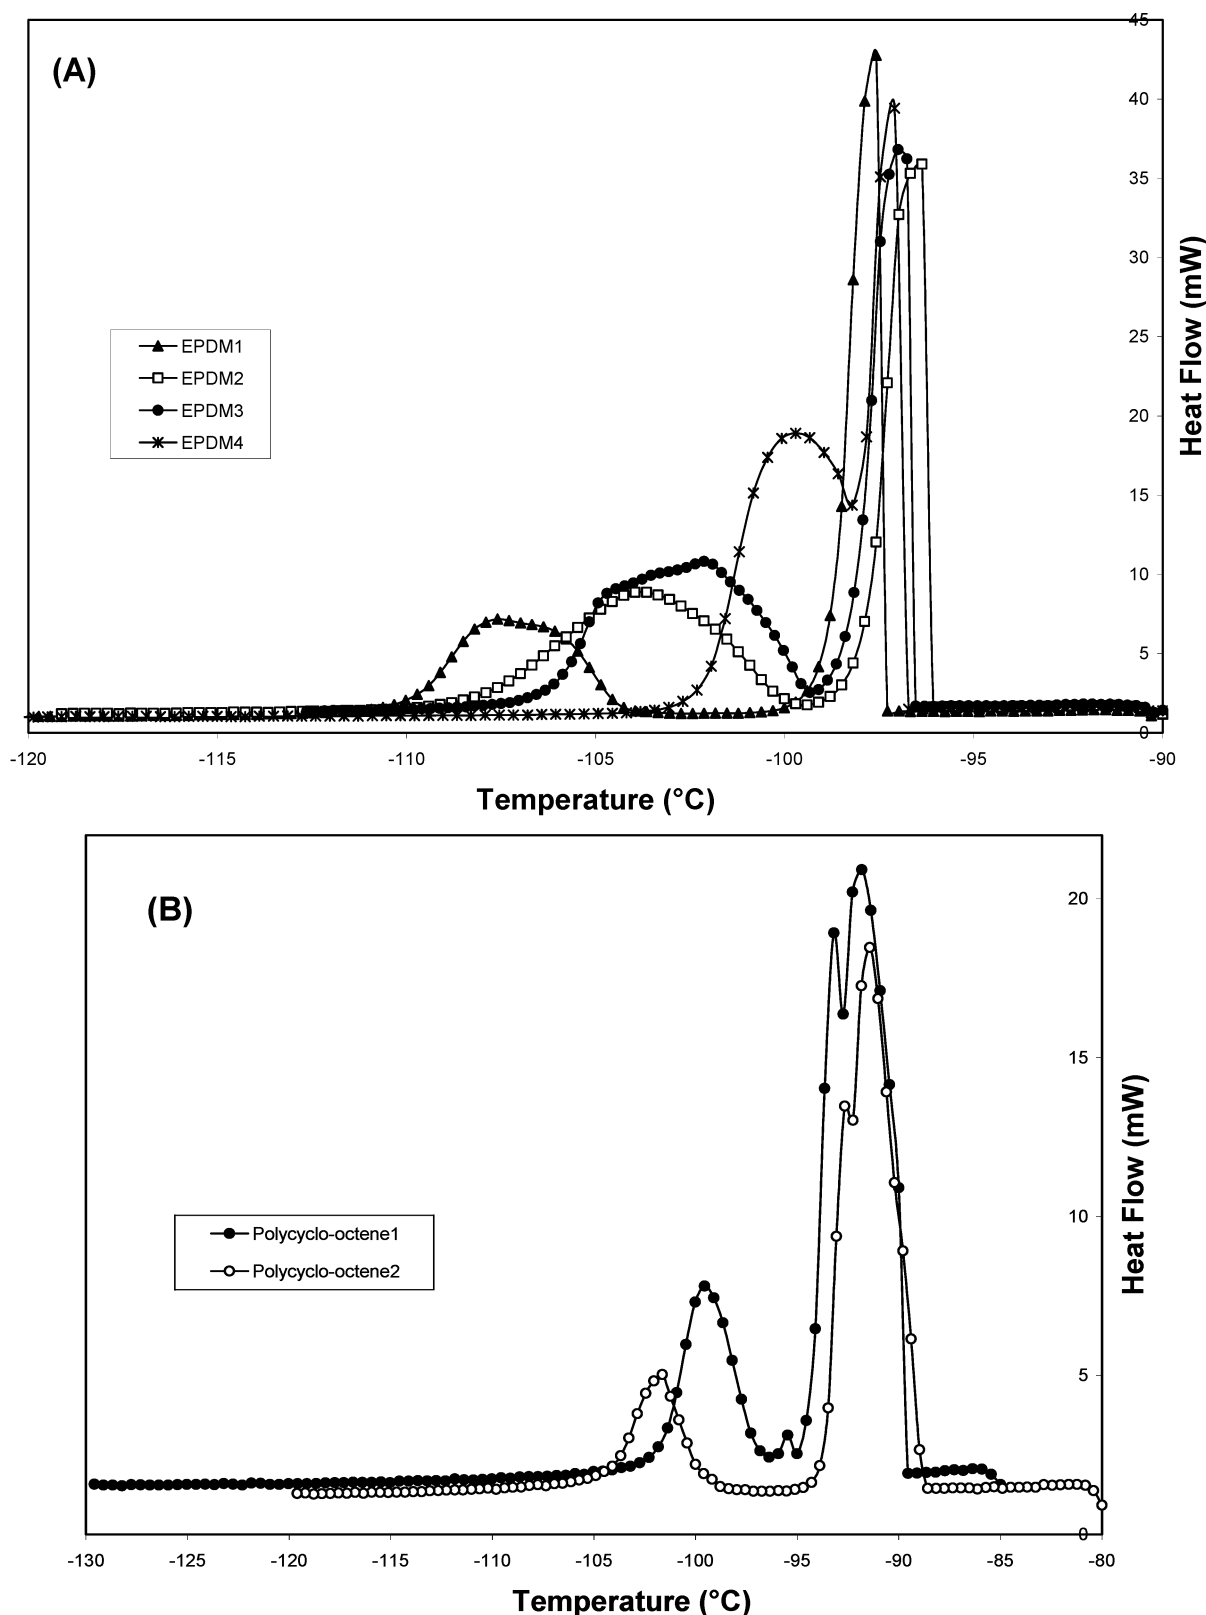 (A)
45
40
35
30
25
20
15
10
5
0
Heat Flow (mW)
EPDM1
EPDM2
EPDM3
EPDM4
-120 -115 -110 -105 -100 -95 -90
Temperature (°C)
(B)
20
15
10
5
0
Heat Flow (mW)
Polycyclo-octene1
Polycyclo-octene2
-130 -125 -120 -115 -110 -105 -100 -95 -90 -85 -80
Temperature (°C)